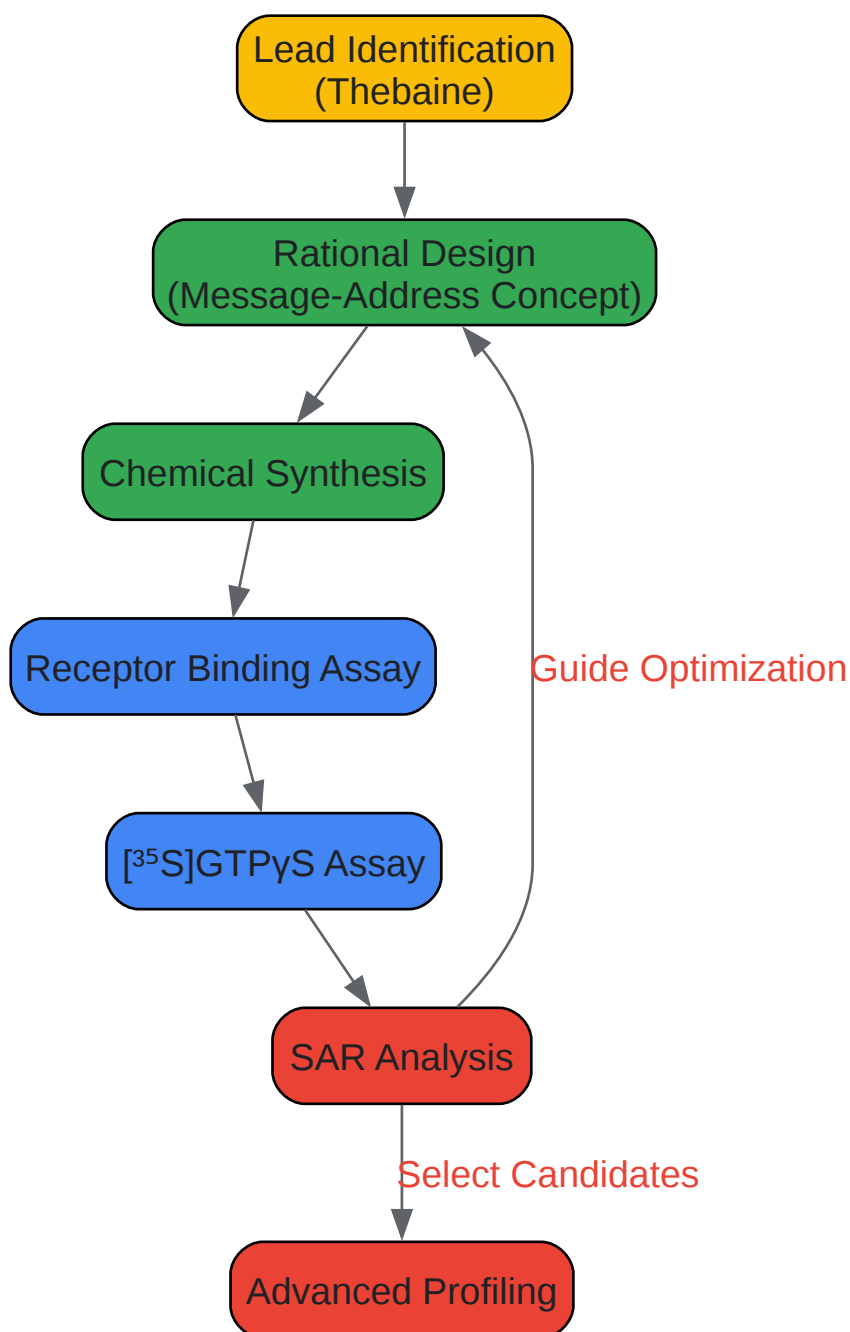 Lead Identification
(Thebaine)
Rational Design
(Message-Address Concept)
Chemical Synthesis
Receptor Binding Assay
Guide Optimization
[³⁵S]GTPγS Assay
SAR Analysis
Select Candidates
Advanced Profiling